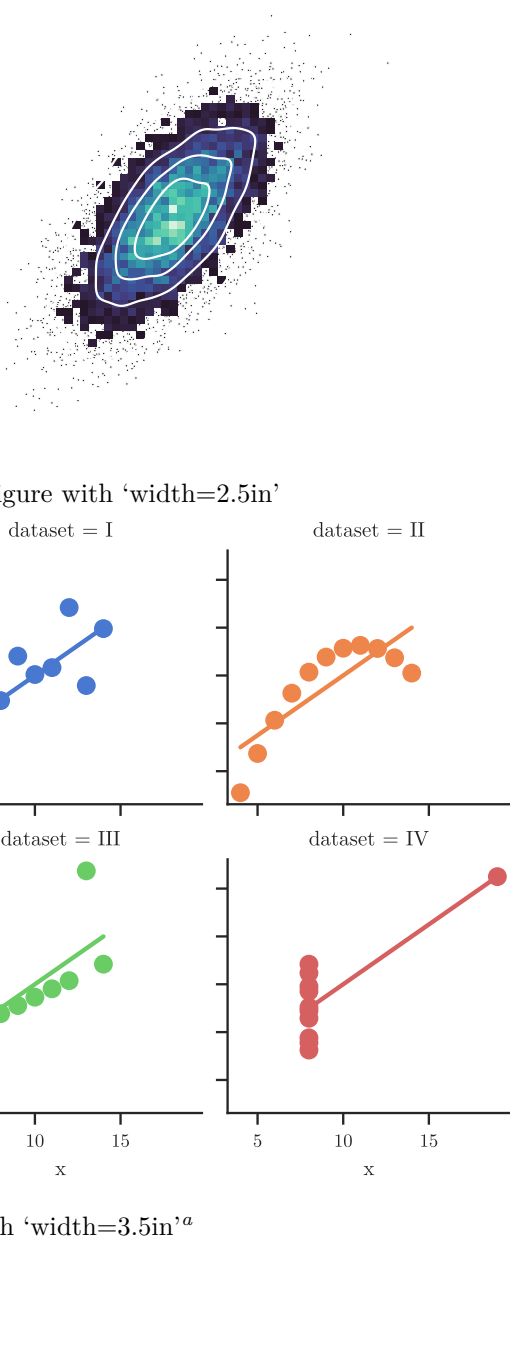 igure with ‘width=2.5in’
dataset = I
dataset = II
dataset = III
dataset = IV
10 15
5 10 15
x
x
h ‘width=3.5in’a